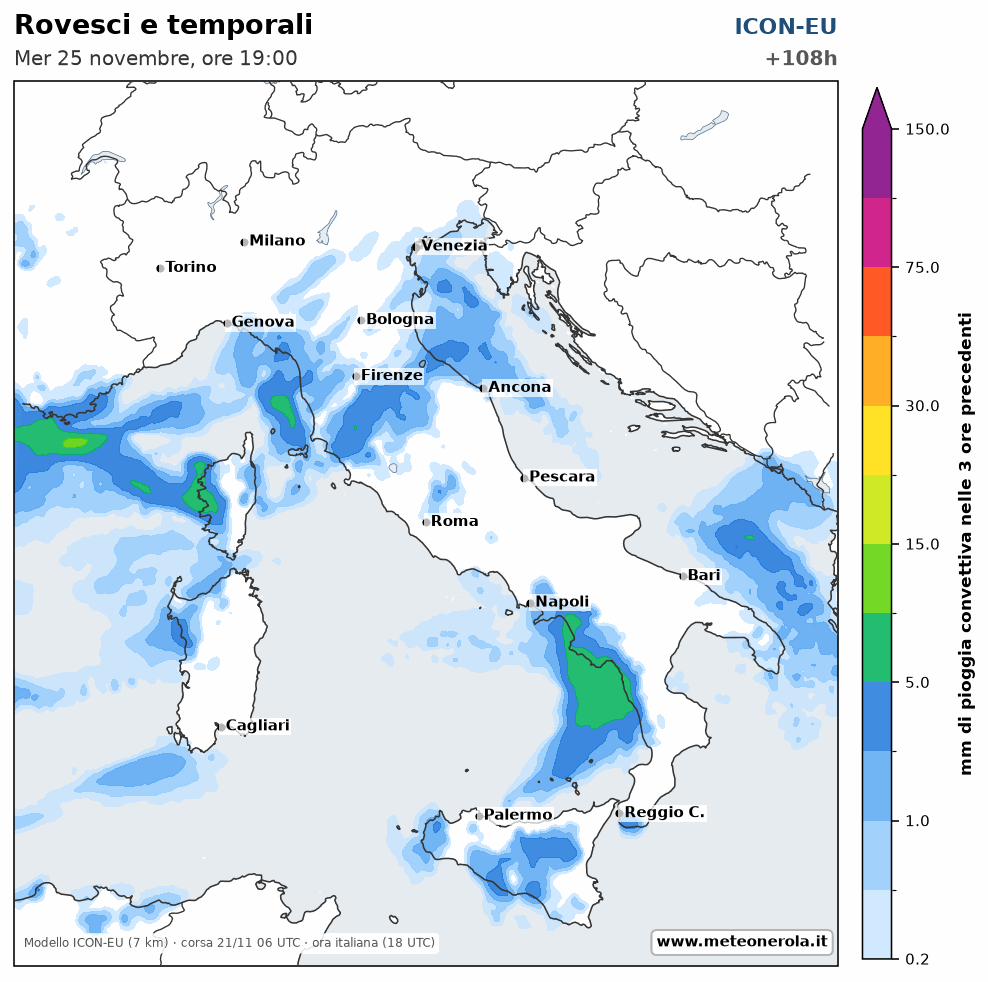 Rovesci e temporali
ICON-EU
Mer 25 novembre, ore 19:00
+108h
150.0
75.0
30.0
15.0
5.0
1.0
0.2
mm di pioggia convettiva nelle 3 ore precedenti
Milano
Venezia
Torino
Genova
Bologna
Firenze
Ancona
Pescara
Roma
Bari
Napoli
Cagliari
Palermo
Reggio C.
Modello ICON-EU (7 km) · corsa 21/11 06 UTC · ora italiana (18 UTC)
www.meteonerola.it